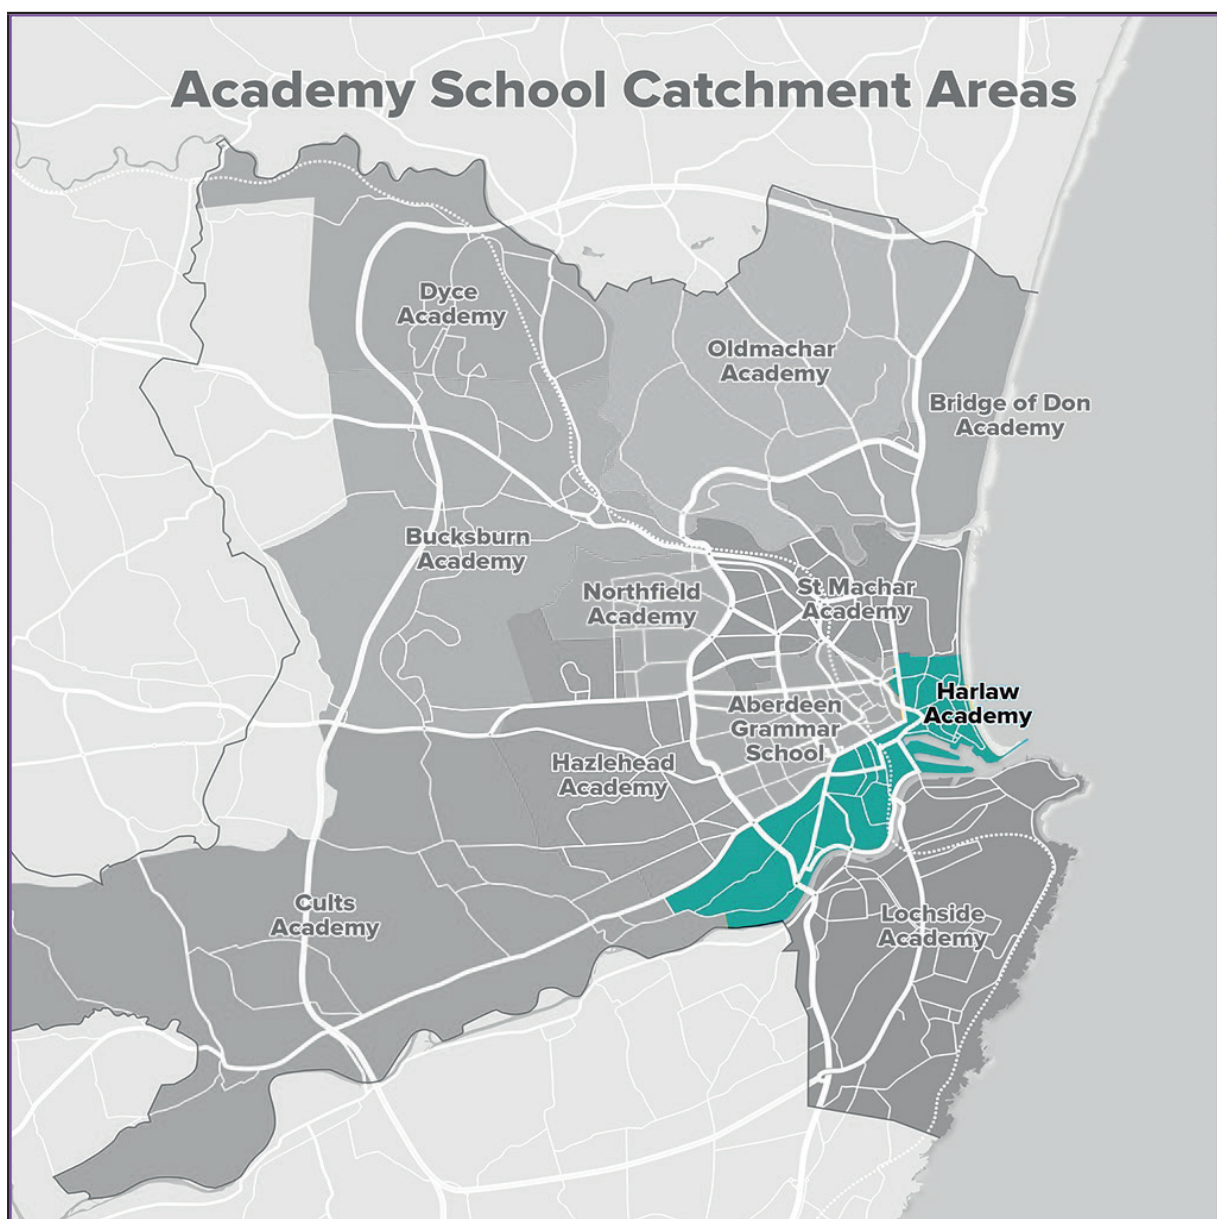 Academy School Catchment Areas
Dyce
Academy
Oldmachar
Academy
Bridge of Don
Academy
Bucksburn
Academy
Northfield
Academy
St Machar
Academy
Harlaw
Academy
Aberdeen
Grammar
School
Hazlehead
Academy
Cults
Academy
Lochside
Academy